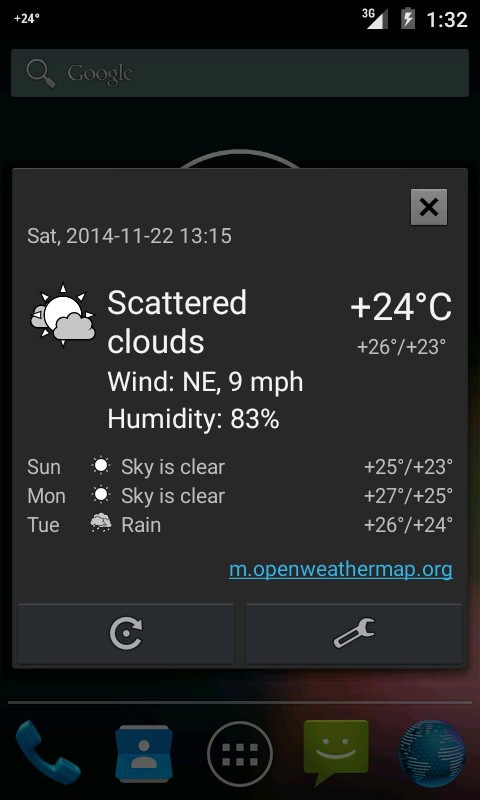 +24°
3G
1:32
Google
Sat, 2014-11-22 13:15
Scattered clouds
+24°C
+26°/+23°
Wind: NE, 9 mph
Humidity: 83%
Sun Sky is clear +25°/+23°
Mon Sky is clear +27°/+25°
Tue Rain +26°/+24°
m.openweathermap.org